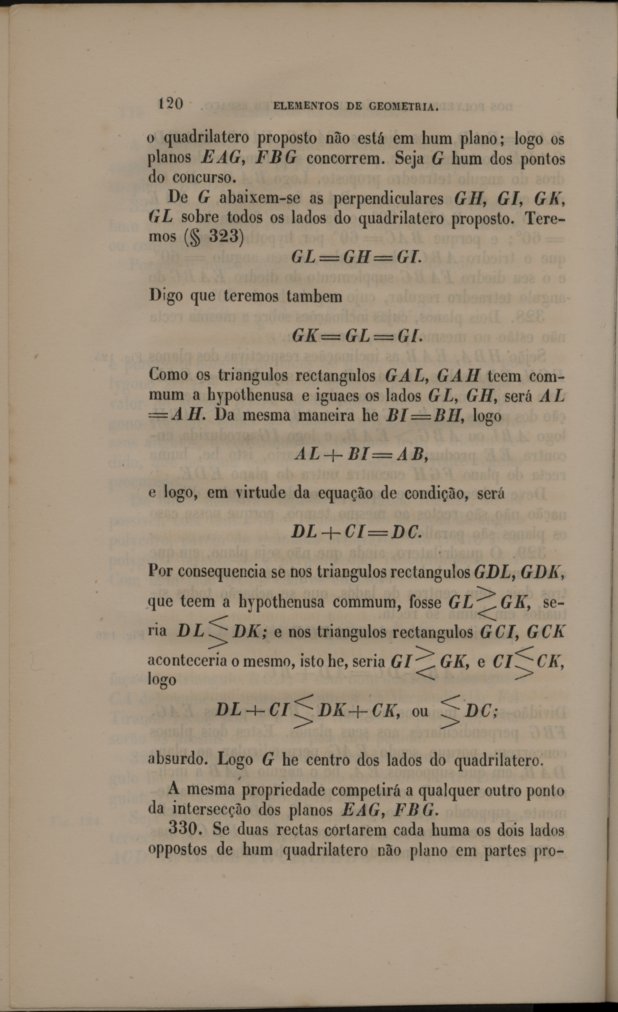 120 ELEMENTOS DE GEOMETRIA.
o quadrilatero proposto não está em hum plano; logo os
planos EAG, FBG concorrem. Seja G hum dos pontos
do concurso.
De G abaixem-se as perpendiculares GH, GI, GK,
GL sobre todos os lados do quadrilatero proposto. Tere-
mos (§ 323)
GL=GH=GI.
Digo que teremos tambem
GK=GL=GI.
Como os triangulos rectangulos GAL, GAH teem com-
mum a hypothenusa e iguaes os lados GL, GH, será AL
=AH. Da mesma maneira he BI=BH, logo
AL+BI=AB,
e logo, em virtude da equação de condição, será
DL+CI=DC.
Por consequencia se nos triangulos rectangulos GDL, GDK,
que teem a hypothenusa commum, fosse GL≷GK, se-
ria DL≶DK; e nos triangulos rectangulos GCI, GCK
aconteceria o mesmo, isto he, seria GI≷GK, e CI≶CK,
logo
DL+CI≶DK+CK, ou ≶DC;
absurdo. Logo G he centro dos lados do quadrilatero.
A mesma propriedade competirá a qualquer outro ponto
da intersecção dos planos EAG, FBG.
330. Se duas rectas cortarem cada huma os dois lados
oppostos de hum quadrilatero não plano em partes pro-